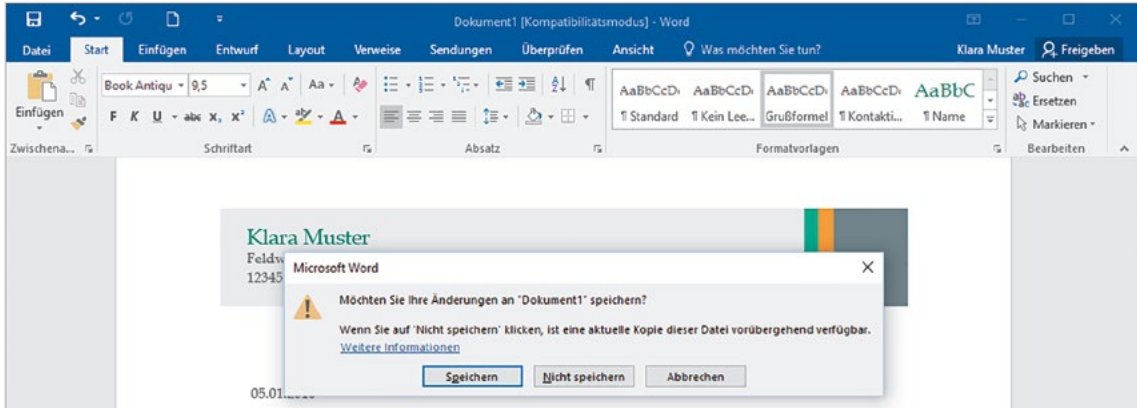 Dokument1 [Kompatibilitätsmodus] - Word
Datei Start Einfügen Entwurf Layout Verweise Sendungen Überprüfen Ansicht Was möchten Sie tun? Klara Muster Freigeben
Book Antiqu 9,5 Aa AaBbCcDı AaBbCcDı AaBbCcDı AaBbCcDı AaBbC Suchen
Ersetzen
Einfügen F K U abc x₂ x² A ab A ¶ Standard ¶ Kein Lee... Grußformel ¶ Kontakti... ¶ Name Markieren
Zwischena... Schriftart Absatz Formatvorlagen Bearbeiten
Klara Muster
Feldw
12345
Microsoft Word
Möchten Sie Ihre Änderungen an "Dokument1" speichern?
Wenn Sie auf "Nicht speichern" klicken, ist eine aktuelle Kopie dieser Datei vorübergehend verfügbar.
Weitere Informationen
Speichern Nicht speichern Abbrechen
05.01.